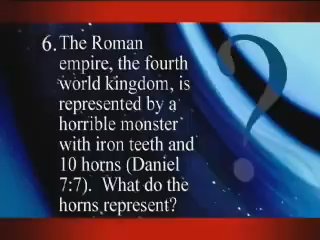 6. The Roman
empire, the fourth
world kingdom, is
represented by a
horrible monster
with iron teeth and
10 horns (Daniel
7:7). What do the
horns represent?
?